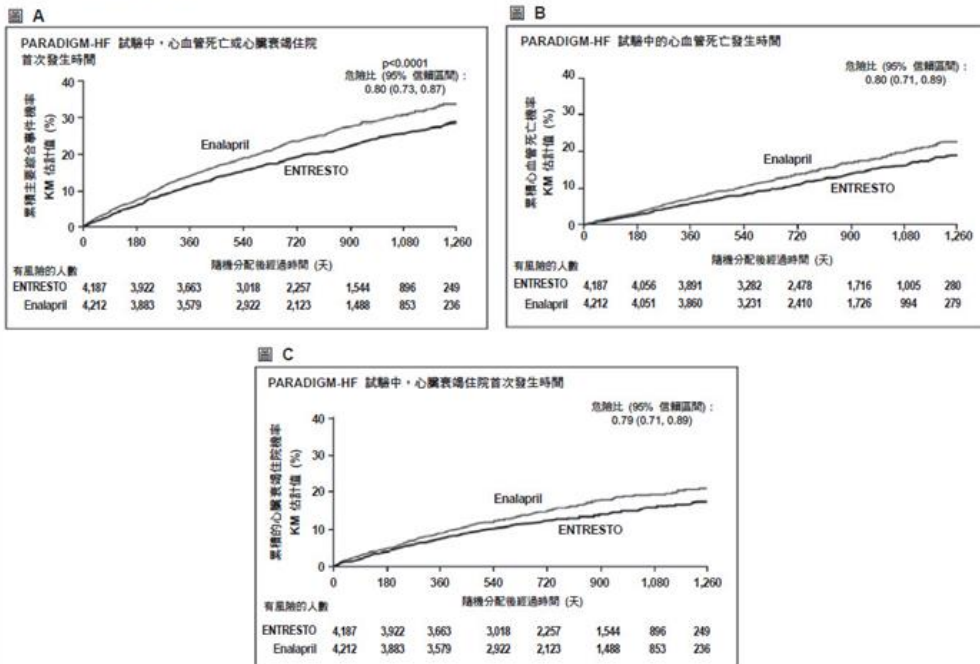 圖 A
PARADIGM-HF 試驗中，心血管死亡或心臟衰竭住院
首次發生時間
p<0.0001
危險比 (95% 信賴區間)：
0.80 (0.73, 0.87)
累積主要綜合事件機率
KM 估計值 (%)
40
30
20
10
0
Enalapril
ENTRESTO
0 180 360 540 720 900 1,080 1,260
隨機分配後經過時間 (天)
有風險的人數
ENTRESTO 4,187 3,922 3,663 3,018 2,257 1,544 896 249
Enalapril 4,212 3,883 3,579 2,922 2,123 1,488 853 236
圖 B
PARADIGM-HF 試驗中的心血管死亡發生時間
危險比 (95% 信賴區間)：
0.80 (0.71, 0.89)
累積心血管死亡機率
KM 估計值 (%)
40
30
20
10
0
Enalapril
ENTRESTO
0 180 360 540 720 900 1,080 1,260
隨機分配後經過時間 (天)
有風險的人數
ENTRESTO 4,187 4,056 3,891 3,282 2,478 1,716 1,005 280
Enalapril 4,212 4,051 3,860 3,231 2,410 1,726 994 279
圖 C
PARADIGM-HF 試驗中，心臟衰竭住院首次發生時間
危險比 (95% 信賴區間)：
0.79 (0.71, 0.89)
累積的心臟衰竭住院機率
KM 估計值 (%)
40
30
20
10
0
Enalapril
ENTRESTO
0 180 360 540 720 900 1,080 1,260
隨機分配後經過時間 (天)
有風險的人數
ENTRESTO 4,187 3,922 3,663 3,018 2,257 1,544 896 249
Enalapril 4,212 3,883 3,579 2,922 2,123 1,488 853 236